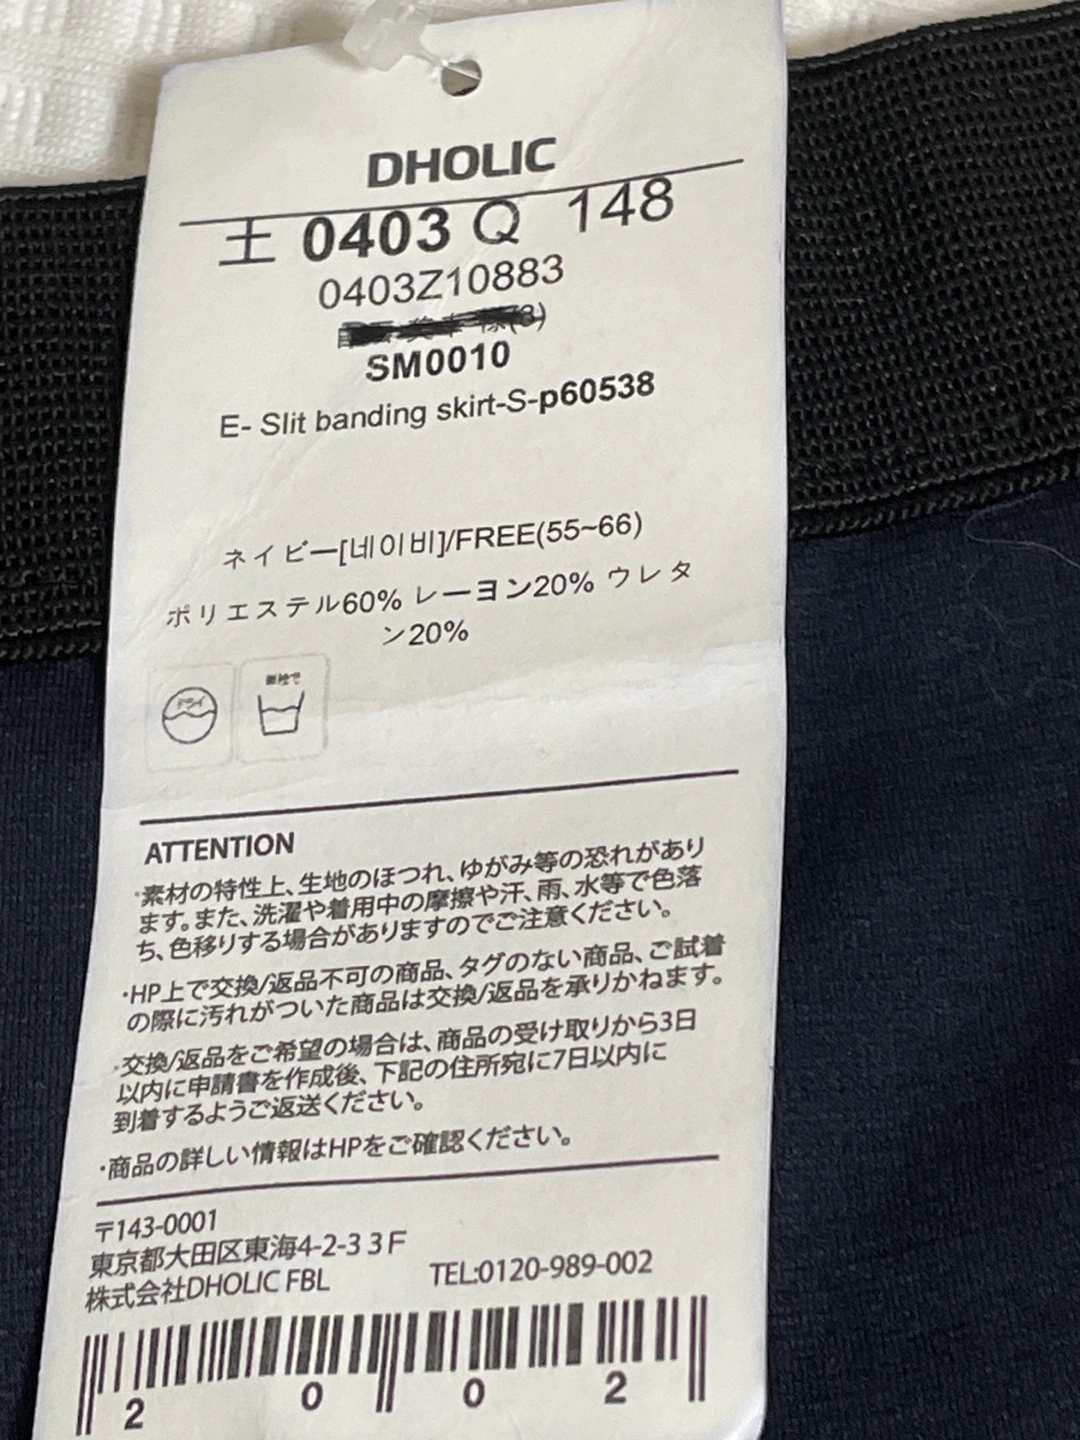 DHOLIC
土 0403 Q 148
0403Z10883
(3)
SM0010
E- Slit banding skirt-S-p60538
ネイビー[네이비]/FREE(55~66)
ポリエステル60% レーヨン20% ウレタ
ン20%
ドライ
ATTENTION
・素材の特性上、生地のほつれ、ゆがみ等の恐れがあり
ます。また、洗濯や着用中の摩擦や汗、雨、水等で色落
ち、色移りする場合がありますのでご注意ください。
・HP上で交換/返品不可の商品、タグのない商品、ご試着
の際に汚れがついた商品は交換/返品を承りかねます。
・交換/返品をご希望の場合は、商品の受け取りから3日
以内に申請書を作成後、下記の住所宛に7日以内に
到着するようご返送ください。
・商品の詳しい情報はHPをご確認ください。
〒143-0001
東京都大田区東海4-2-3 3F
株式会社DHOLIC FBL TEL:0120-989-002
2 0 0 2